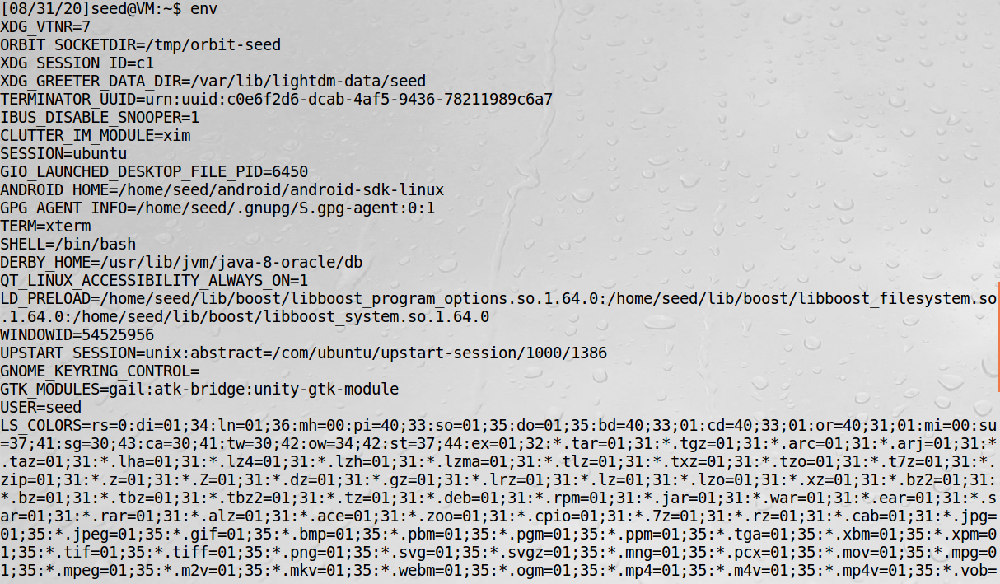 [08/31/20]seed@VM:~$ env
XDG_VTNR=7
ORBIT_SOCKETDIR=/tmp/orbit-seed
XDG_SESSION_ID=c1
XDG_GREETER_DATA_DIR=/var/lib/lightdm-data/seed
TERMINATOR_UUID=urn:uuid:c0e6f2d6-dcab-4af5-9436-78211989c6a7
IBUS_DISABLE_SNOOPER=1
CLUTTER_IM_MODULE=xim
SESSION=ubuntu
GIO_LAUNCHED_DESKTOP_FILE_PID=6450
ANDROID_HOME=/home/seed/android/android-sdk-linux
GPG_AGENT_INFO=/home/seed/.gnupg/S.gpg-agent:0:1
TERM=xterm
SHELL=/bin/bash
DERBY_HOME=/usr/lib/jvm/java-8-oracle/db
QT_LINUX_ACCESSIBILITY_ALWAYS_ON=1
LD_PRELOAD=/home/seed/lib/boost/libboost_program_options.so.1.64.0:/home/seed/lib/boost/libboost_filesystem.so
.1.64.0:/home/seed/lib/boost/libboost_system.so.1.64.0
WINDOWID=54525956
UPSTART_SESSION=unix:abstract=/com/ubuntu/upstart-session/1000/1386
GNOME_KEYRING_CONTROL=
GTK_MODULES=gail:atk-bridge:unity-gtk-module
USER=seed
LS_COLORS=rs=0:di=01;34:ln=01;36:mh=00:pi=40;33:so=01;35:do=01;35:bd=40;33;01:cd=40;33;01:or=40;31;01:mi=00:su
=37;41:sg=30;43:ca=30;41:tw=30;42:ow=34;42:st=37;44:ex=01;32:*.tar=01;31:*.tgz=01;31:*.arc=01;31:*.arj=01;31:*
.taz=01;31:*.lha=01;31:*.lz4=01;31:*.lzh=01;31:*.lzma=01;31:*.tlz=01;31:*.txz=01;31:*.tzo=01;31:*.t7z=01;31:*.
zip=01;31:*.z=01;31:*.Z=01;31:*.dz=01;31:*.gz=01;31:*.lrz=01;31:*.lz=01;31:*.lzo=01;31:*.xz=01;31:*.bz2=01;31:
*.bz=01;31:*.tbz=01;31:*.tbz2=01;31:*.tz=01;31:*.deb=01;31:*.rpm=01;31:*.jar=01;31:*.war=01;31:*.ear=01;31:*.s
ar=01;31:*.rar=01;31:*.alz=01;31:*.ace=01;31:*.zoo=01;31:*.cpio=01;31:*.7z=01;31:*.rz=01;31:*.cab=01;31:*.jpg=
01;35:*.jpeg=01;35:*.gif=01;35:*.bmp=01;35:*.pbm=01;35:*.pgm=01;35:*.ppm=01;35:*.tga=01;35:*.xbm=01;35:*.xpm=0
1;35:*.tif=01;35:*.tiff=01;35:*.png=01;35:*.svg=01;35:*.svgz=01;35:*.mng=01;35:*.pcx=01;35:*.mov=01;35:*.mpg=0
1;35:*.mpeg=01;35:*.m2v=01;35:*.mkv=01;35:*.webm=01;35:*.ogm=01;35:*.mp4=01;35:*.m4v=01;35:*.mp4v=01;35:*.vob=